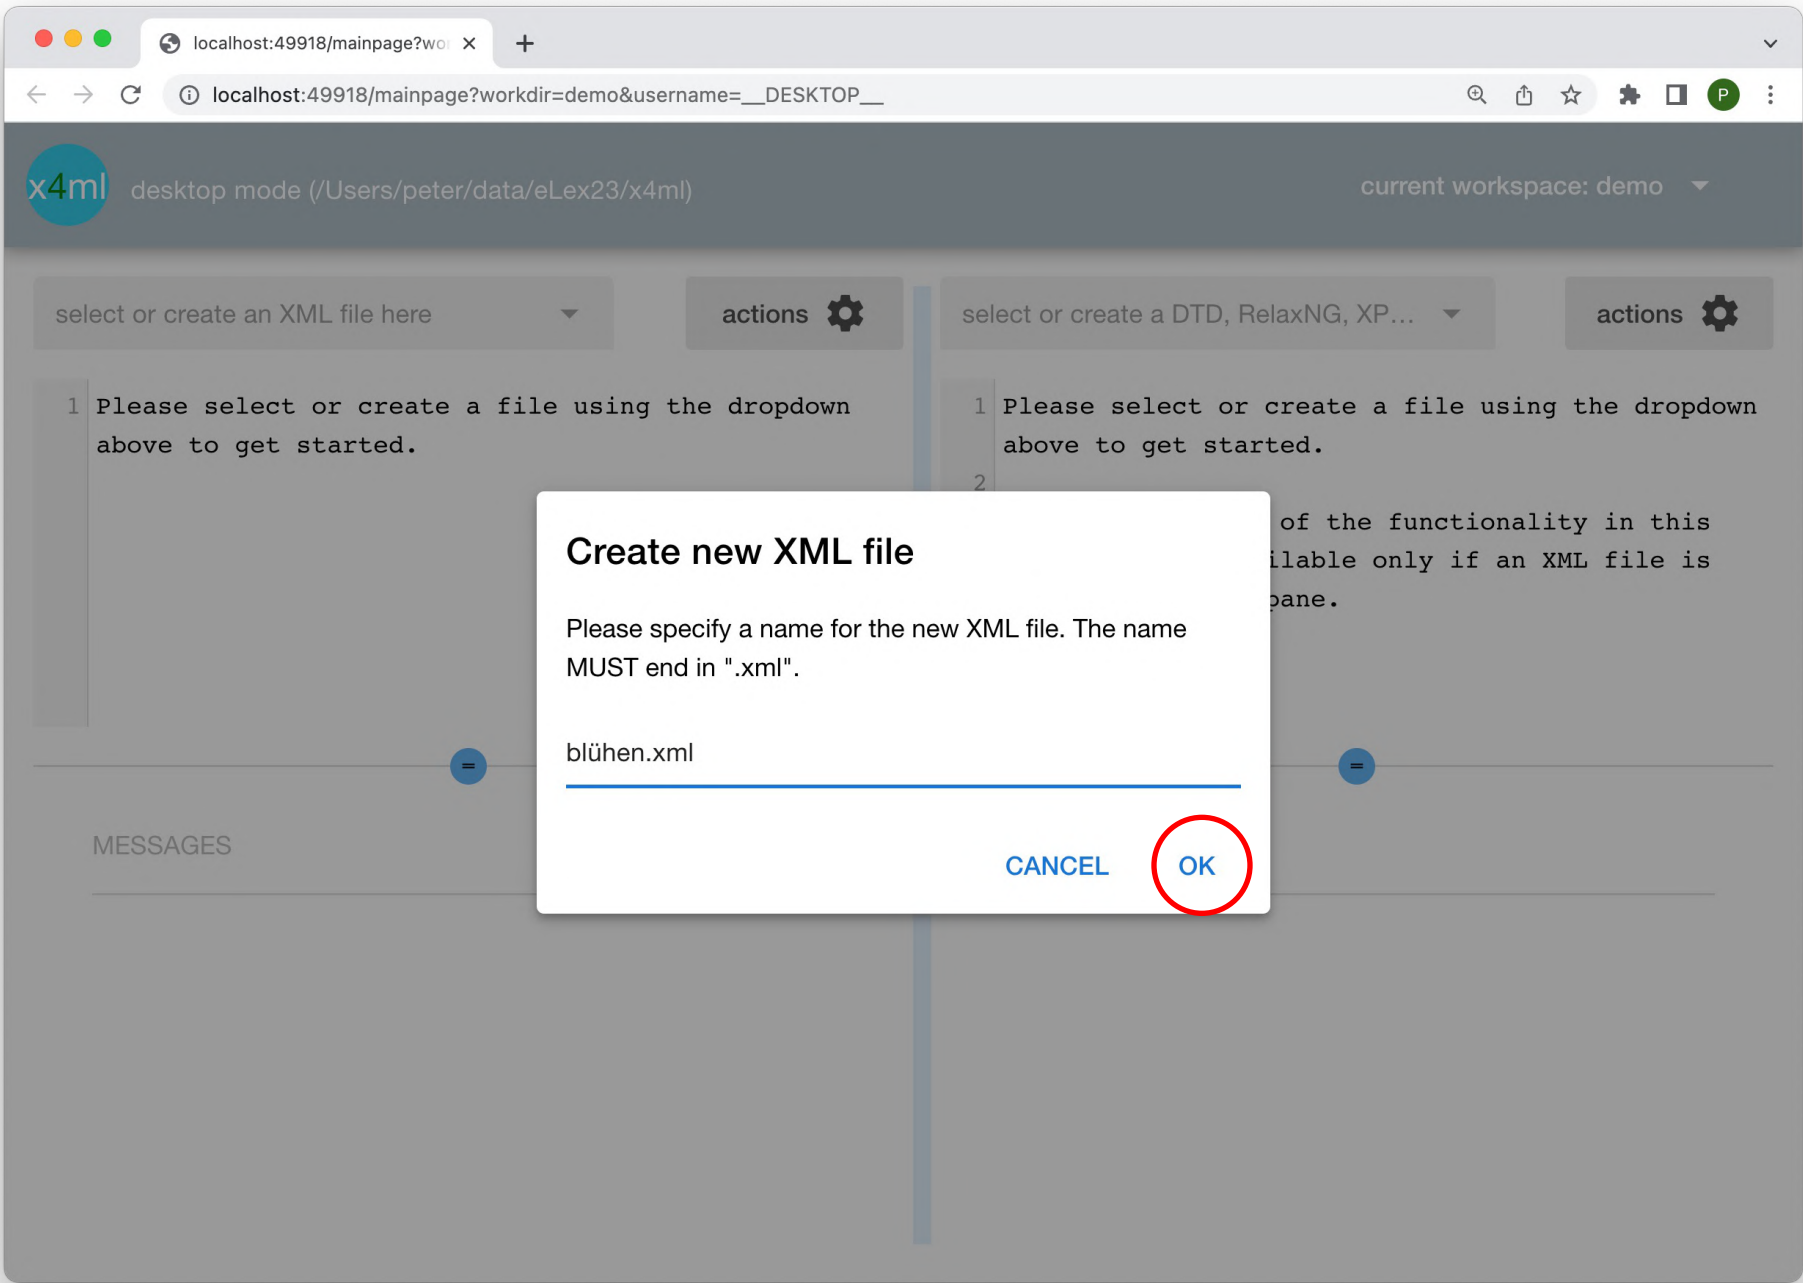 localhost:49918/mainpage?wo
localhost:49918/mainpage?workdir=demo&username=__DESKTOP__
P
x4ml
desktop mode (/Users/peter/data/eLex23/x4ml)
current workspace: demo
select or create an XML file here
actions
select or create a DTD, RelaxNG, XP...
actions
1 Please select or create a file using the dropdown
above to get started.
1 Please select or create a file using the dropdown
above to get started.
2
of the functionality in this
ilable only if an XML file is
pane.
Create new XML file
Please specify a name for the new XML file. The name
MUST end in ".xml".
blühen.xml
=
=
CANCEL
OK
MESSAGES